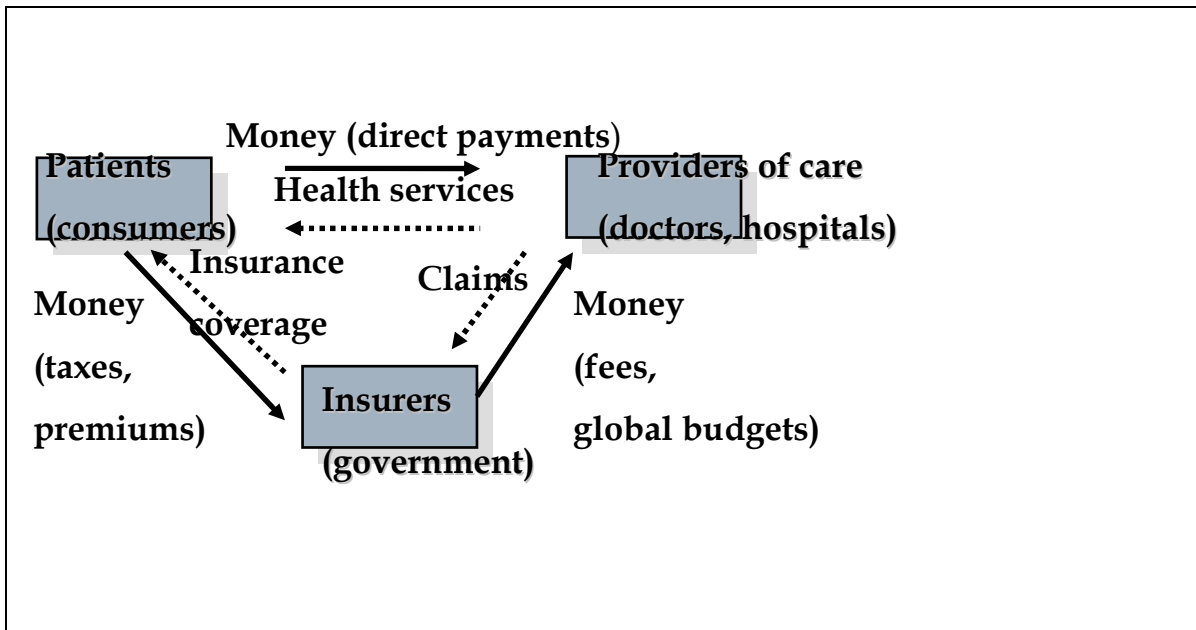 Money (direct payments)
Patients
(consumers)
Health services
Providers of care
(doctors, hospitals)
Insurance
coverage
Claims
Money
(taxes,
premiums)
Money
(fees,
global budgets)
Insurers
(government)